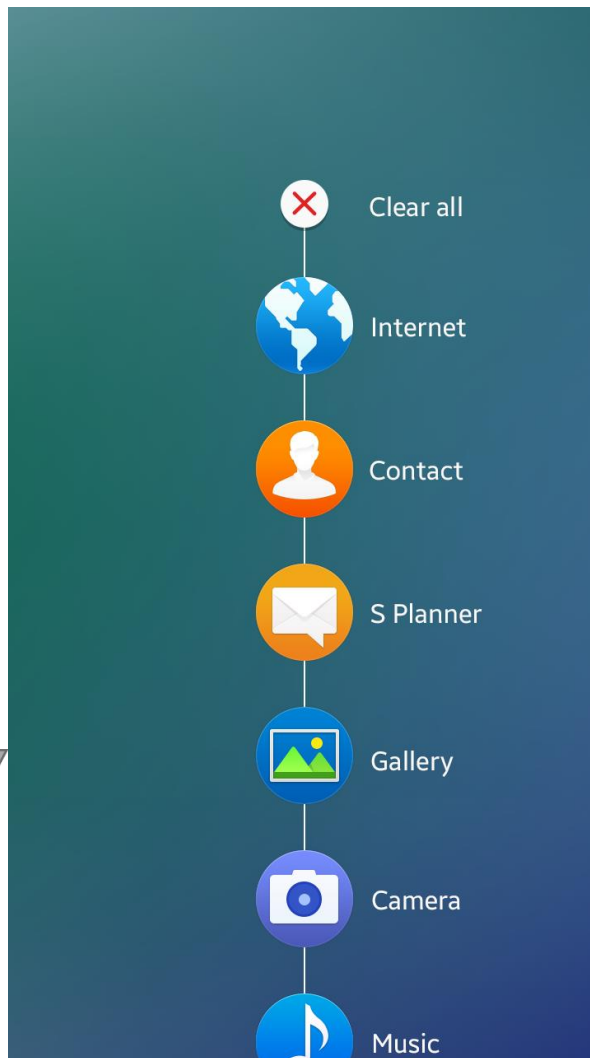 Clear all
Internet
Contact
S Planner
Gallery
Camera
Music